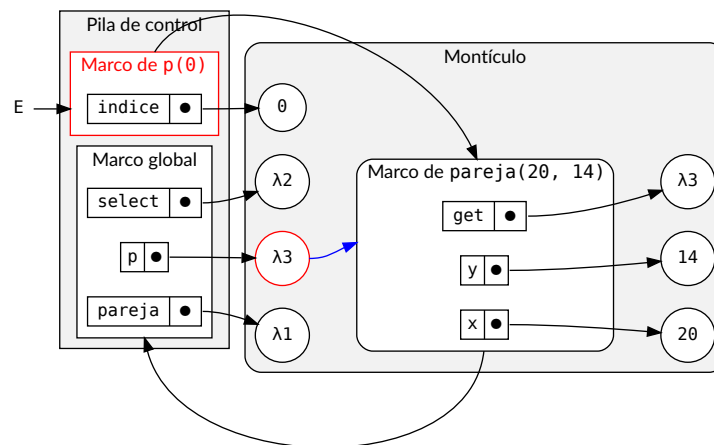 Pila de control
Marco de p(0)
E
indice
Marco global
select
p
pareja
Montículo
0
λ2
λ3
λ1
Marco de pareja(20, 14)
get
y
x
λ3
14
20